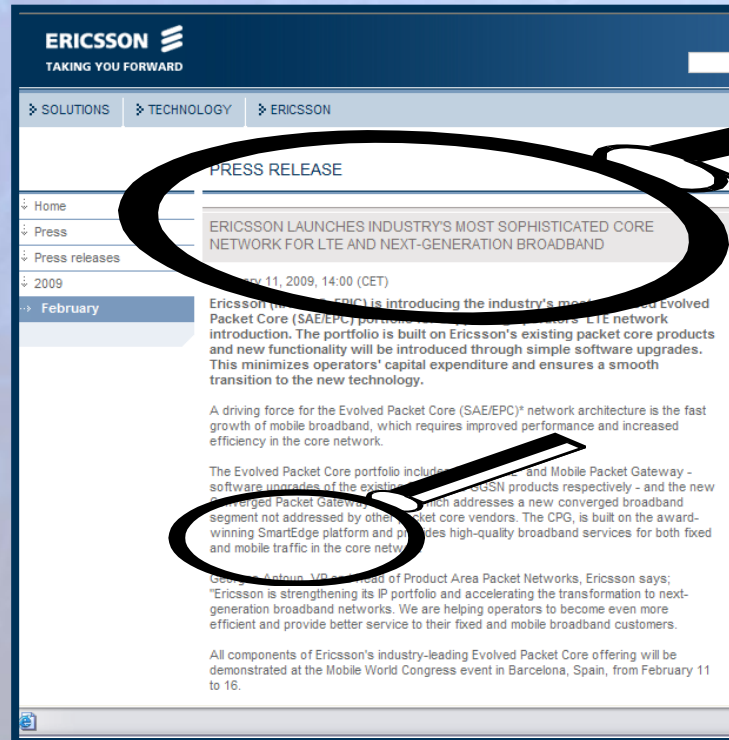 ERICSSON
TAKING YOU FORWARD
SOLUTIONS TECHNOLOGY ERICSSON
PRESS RELEASE
Home
Press
Press releases
2009
February
ERICSSON LAUNCHES INDUSTRY'S MOST SOPHISTICATED CORE
NETWORK FOR LTE AND NEXT-GENERATION BROADBAND
11, 2009, 14:00 (CET)
Ericsson is introducing the industry's Evolved
Packet Core (SAE/EPC) LTE network
introduction. The portfolio is built on Ericsson's existing packet core products
and new functionality will be introduced through simple software upgrades.
This minimizes operators' capital expenditure and ensures a smooth
transition to the new technology.
A driving force for the Evolved Packet Core (SAE/EPC)* network architecture is the fast
growth of mobile broadband, which requires improved performance and increased
efficiency in the core network.
The Evolved Packet Core portfolio and Mobile Packet Gateway -
software upgrades of the existing GGSN products respectively - and the new
Converged Packet Gateway which addresses a new converged broadband
segment not addressed by other packet core vendors. The CPG, is built on the award-
winning SmartEdge platform and provides high-quality broadband services for both fixed
and mobile traffic in the core
Antoun, VP and Head of Product Area Packet Networks, Ericsson says;
"Ericsson is strengthening its IP portfolio and accelerating the transformation to next-
generation broadband networks. We are helping operators to become even more
efficient and provide better service to their fixed and mobile broadband customers.
All components of Ericsson's industry-leading Evolved Packet Core offering will be
demonstrated at the Mobile World Congress event in Barcelona, Spain, from February 11
to 16.